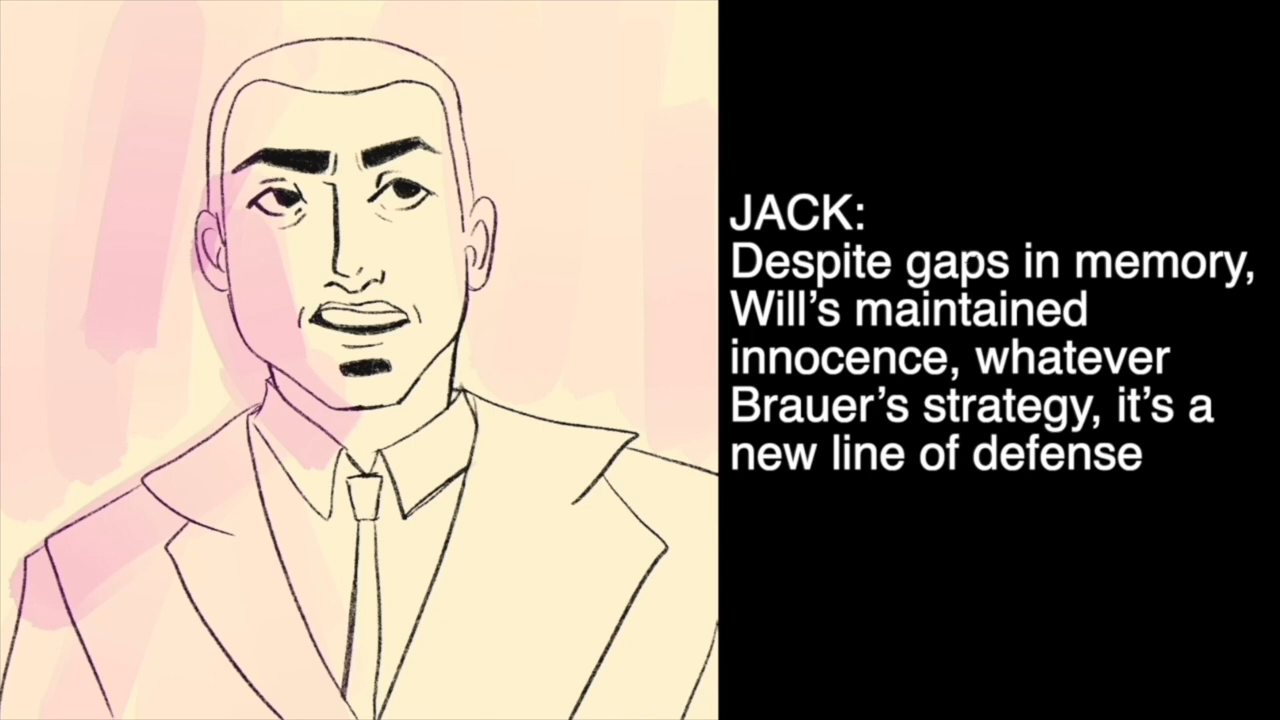 JACK:
Despite gaps in memory,
Will’s maintained
innocence, whatever
Brauer’s strategy, it’s a
new line of defense